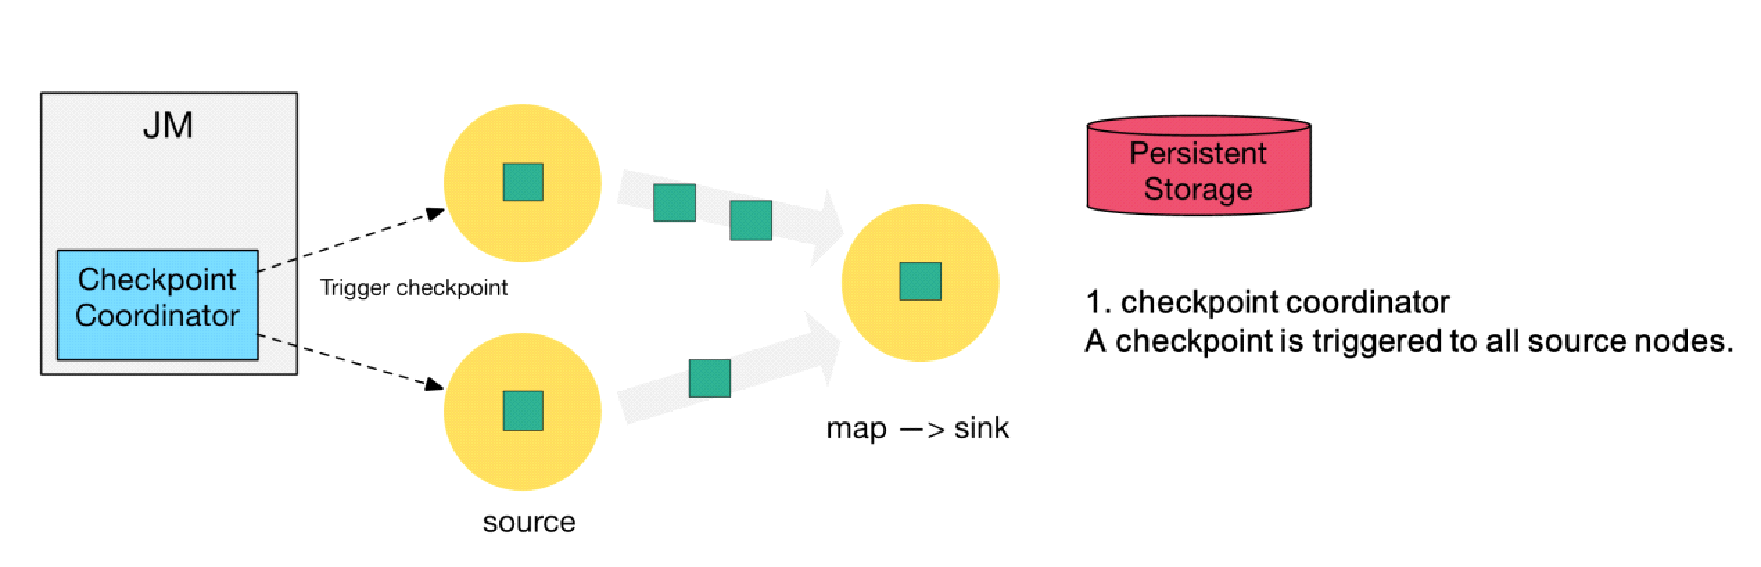 JM
Checkpoint
Coordinator
Trigger checkpoint
source
map —> sink
Persistent
Storage
1. checkpoint coordinator
A checkpoint is triggered to all source nodes.